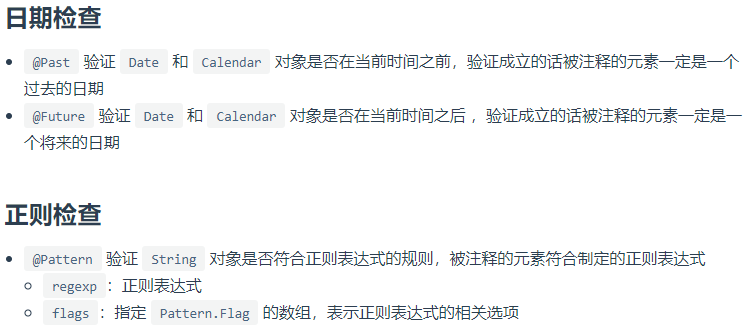 日期检查
@Past 验证 Date 和 Calendar 对象是否在当前时间之前，验证成立的话被注释的元素一定是一个
过去的日期
@Future 验证 Date 和 Calendar 对象是否在当前时间之后 ，验证成立的话被注释的元素一定是一
个将来的日期
正则检查
@Pattern 验证 String 对象是否符合正则表达式的规则，被注释的元素符合制定的正则表达式
regexp ：正则表达式
flags ：指定 Pattern.Flag 的数组，表示正则表达式的相关选项